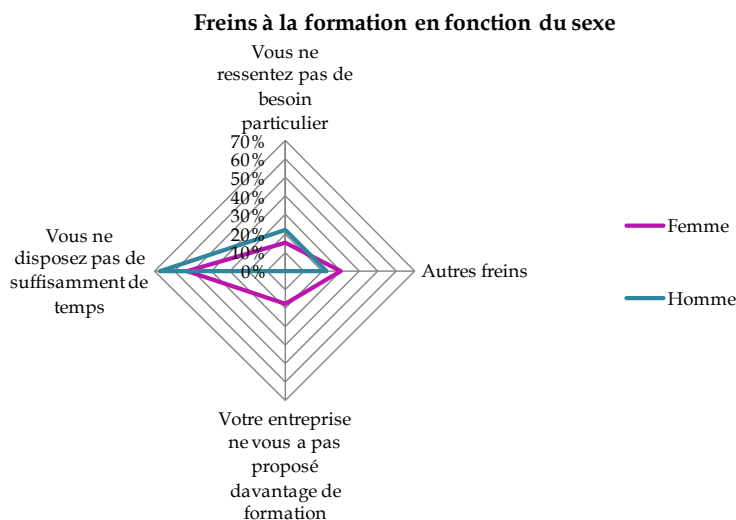 Freins à la formation en fonction du sexe
Vous ne
ressentez pas de
besoin
particulier
70%
60%
50%
40%
30%
20%
10%
0%
Vous ne
disposez pas de
suffisamment de
temps
Autres freins
Votre entreprise
ne vous a pas
proposé
davantage de
formation
Femme
Homme